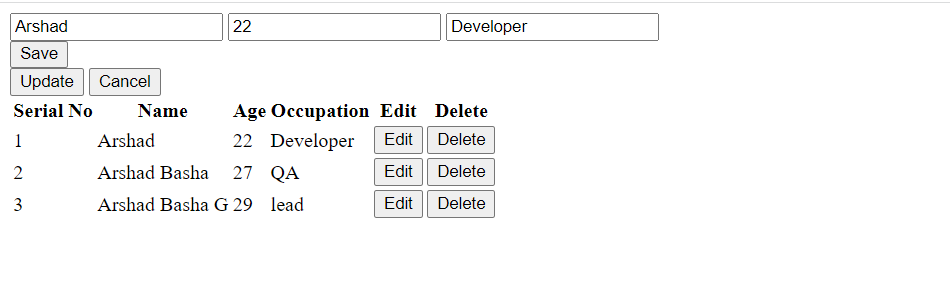 Arshad 22 Developer
Save
Update Cancel
Serial No Name Age Occupation Edit Delete
1 Arshad 22 Developer Edit Delete
2 Arshad Basha 27 QA Edit Delete
3 Arshad Basha G 29 lead Edit Delete